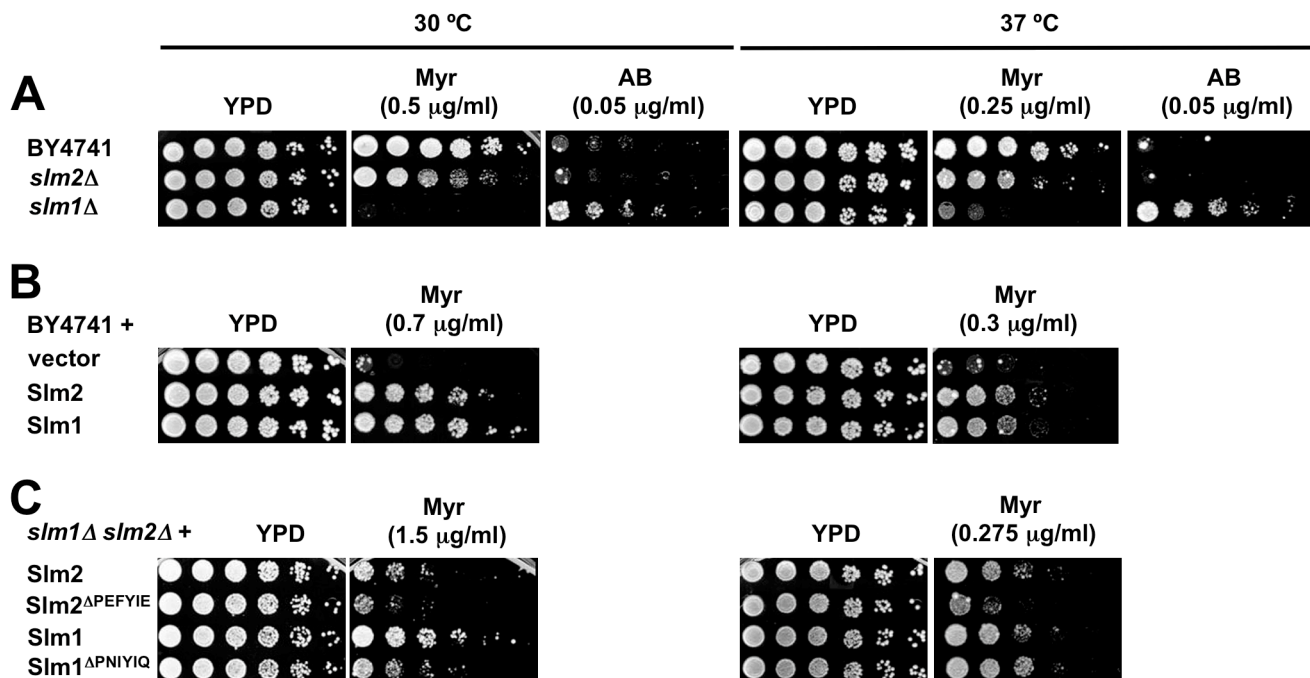 30 ºC 37 ºC
A
YPD Myr (0.5 μg/ml) AB (0.05 μg/ml) YPD Myr (0.25 μg/ml) AB (0.05 μg/ml)
BY4741
slm2Δ
slm1Δ
B
BY4741 + YPD Myr (0.7 μg/ml) YPD Myr (0.3 μg/ml)
vector
Slm2
Slm1
C
slm1Δ slm2Δ + YPD Myr (1.5 μg/ml) YPD Myr (0.275 μg/ml)
Slm2
Slm2ΔPEFYIE
Slm1
Slm1ΔPNIYIQ